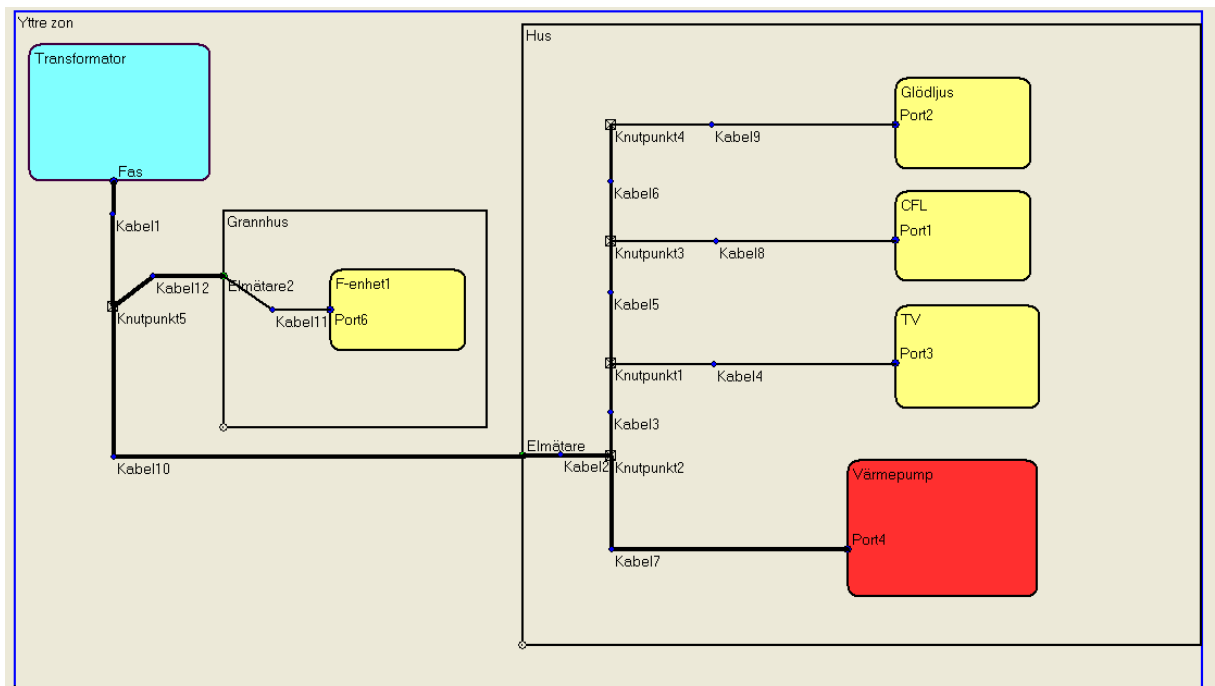 Yttre zon
Transformator
Fas
Kabel1
Kabel12
Knutpunkt5
Kabel10
Grannhus
Elmätare2
Kabel11
F-enhet1
Port6
Hus
Elmätare
Kabel2
Knutpunkt2
Kabel3
Knutpunkt1
Kabel4
Kabel5
Knutpunkt3
Kabel8
Kabel6
Knutpunkt4
Kabel9
Kabel7
Glödljus
Port2
CFL
Port1
TV
Port3
Värmepump
Port4